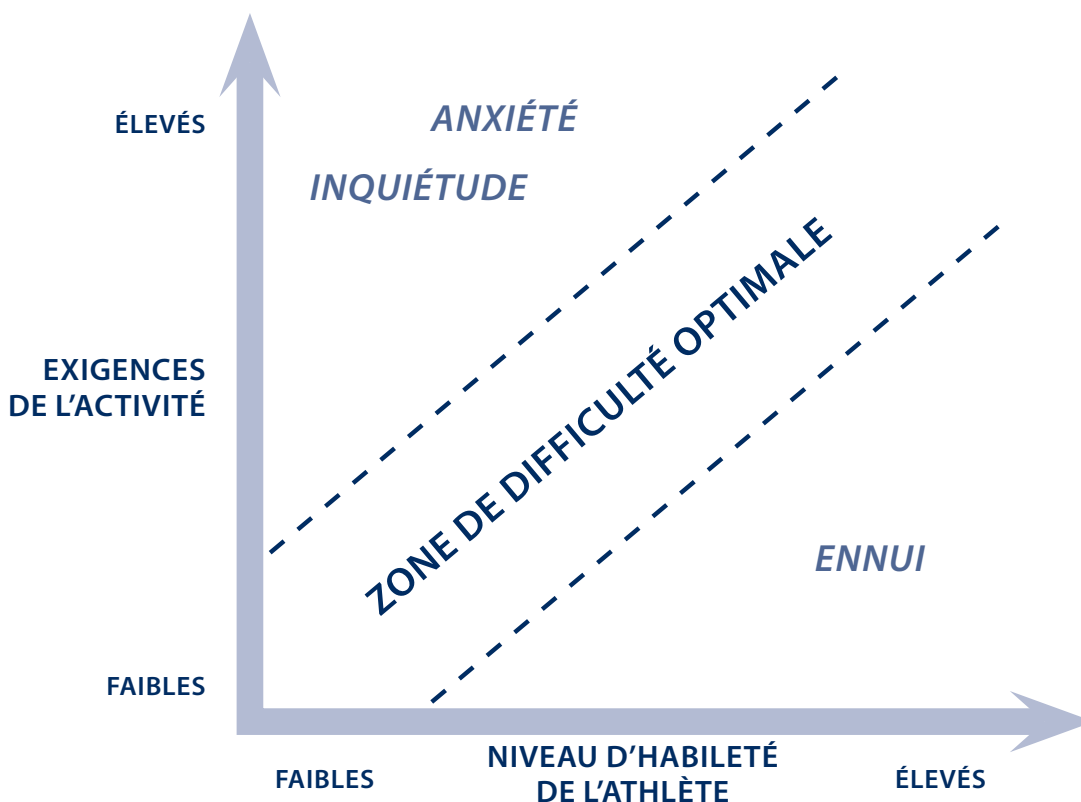 ÉLEVÉS
ANXIÉTÉ
INQUIÉTUDE
EXIGENCES
DE L'ACTIVITÉ
ZONE DE DIFFICULTÉ OPTIMALE
ENNUI
FAIBLES
FAIBLES
NIVEAU D'HABILETÉ
DE L'ATHLÈTE
ÉLEVÉS